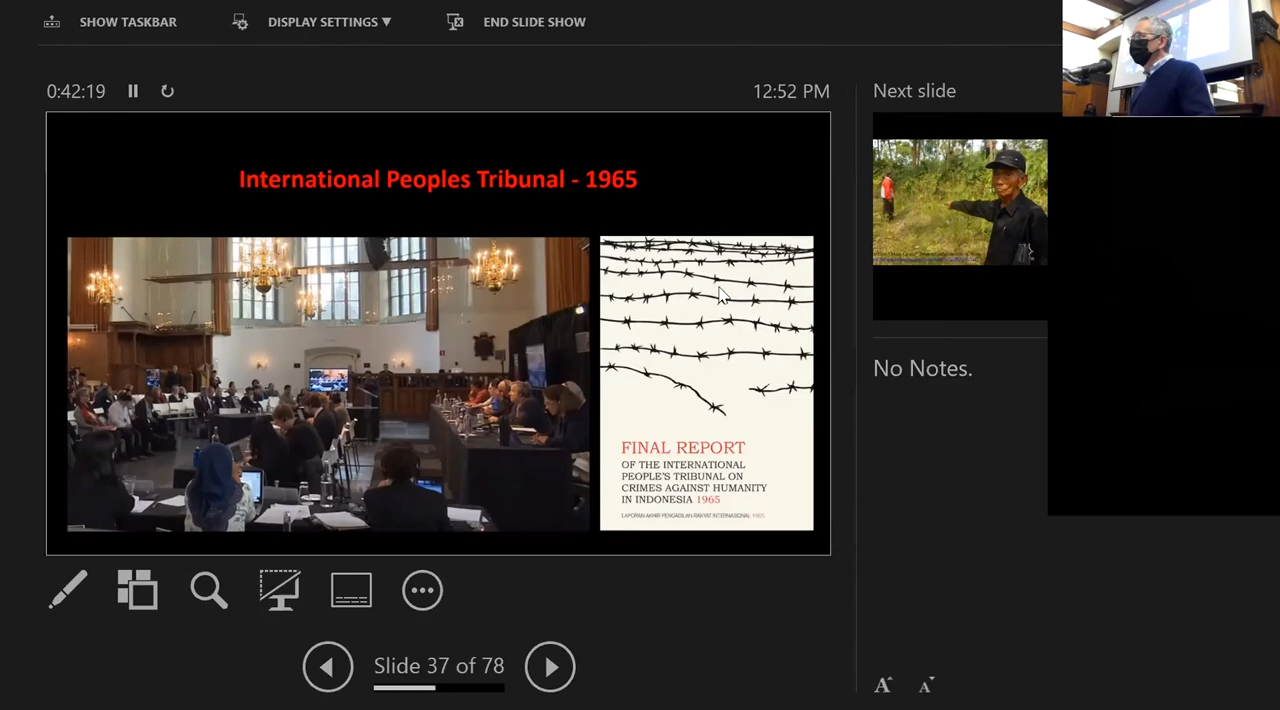 SHOW TASKBAR
DISPLAY SETTINGS ▼
END SLIDE SHOW
0:42:19
12:52 PM
Next slide
International Peoples Tribunal - 1965
FINAL REPORT
OF THE INTERNATIONAL
PEOPLE'S TRIBUNAL ON
CRIMES AGAINST HUMANITY
IN INDONESIA 1965
LAPORAN AKHIR PENGADILAN RAKYAT INTERNASIONAL 1965
No Notes.
Slide 37 of 78
A
A